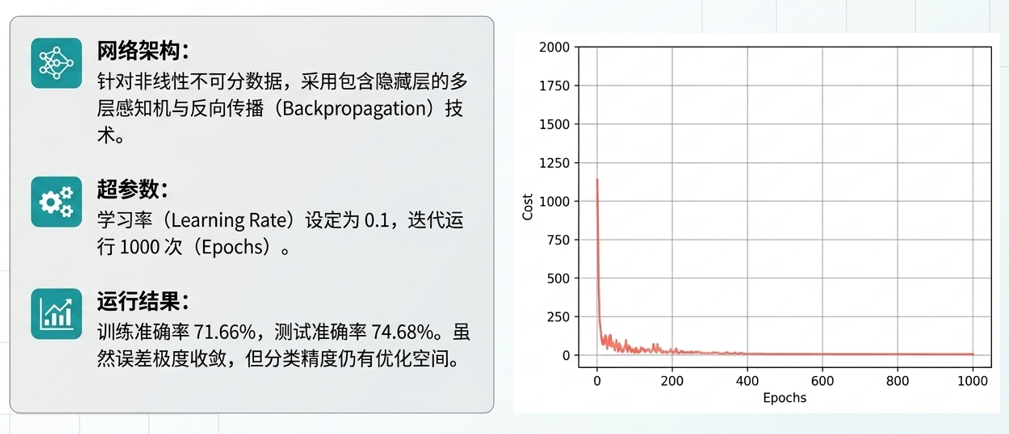 网络架构：
针对非线性不可分数据，采用包含隐藏层的多
层感知机与反向传播（Backpropagation）技
术。
超参数：
学习率（Learning Rate）设定为 0.1，迭代运
行 1000 次（Epochs）。
运行结果：
训练准确率 71.66%，测试准确率 74.68%。虽
然误差极度收敛，但分类精度仍有优化空间。
2000
1750
1500
1250
1000
750
500
250
0
Cost
0 200 400 600 800 1000
Epochs